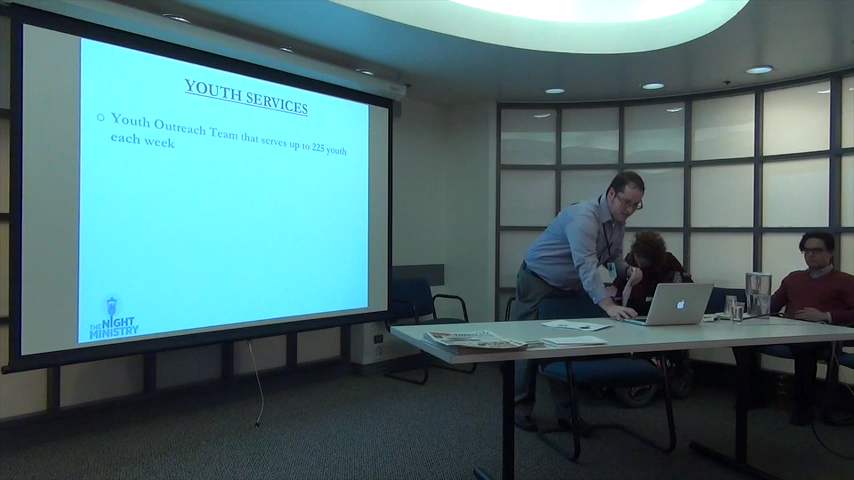 YOUTH SERVICES
Youth Outreach Team that serves up to 225 youth
each week
THE NIGHT
MINISTRY